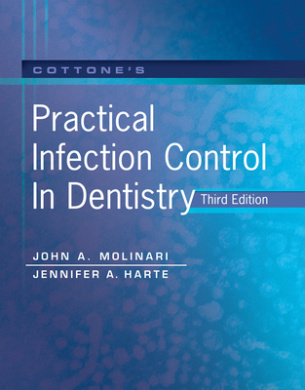 COTTONE'S
Practical
Infection Control
In Dentistry
Third Edition
JOHN A. MOLINARI
JENNIFER A. HARTE